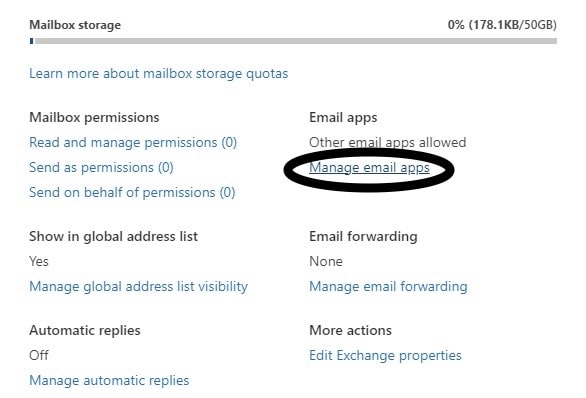 Mailbox storage
0% (178.1KB/50GB)
Learn more about mailbox storage quotas
Mailbox permissions
Read and manage permissions (0)
Send as permissions (0)
Send on behalf of permissions (0)
Email apps
Other email apps allowed
Manage email apps
Show in global address list
Yes
Manage global address list visibility
Email forwarding
None
Manage email forwarding
Automatic replies
Off
Manage automatic replies
More actions
Edit Exchange properties